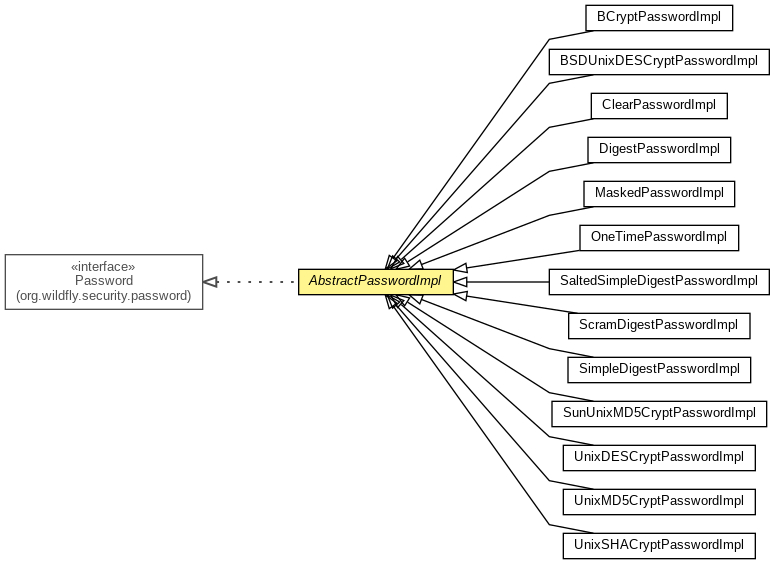 «interface»
Password
(org.wildfly.security.password)
AbstractPasswordImpl
BCryptPasswordImpl
BSDUnixDESCryptPasswordImpl
ClearPasswordImpl
DigestPasswordImpl
MaskedPasswordImpl
OneTimePasswordImpl
SaltedSimpleDigestPasswordImpl
ScramDigestPasswordImpl
SimpleDigestPasswordImpl
SunUnixMD5CryptPasswordImpl
UnixDESCryptPasswordImpl
UnixMD5CryptPasswordImpl
UnixSHACryptPasswordImpl